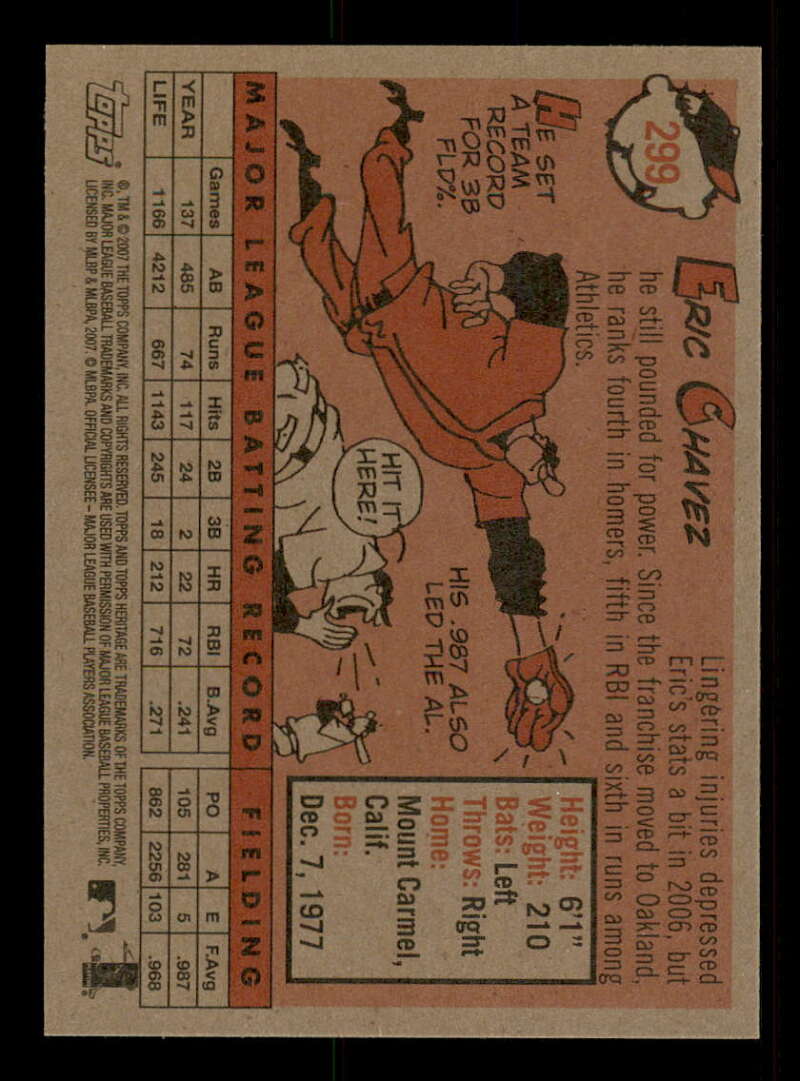 299
ERIC CHAVEZ
Lingering injuries depressed
Eric's stats a bit in 2006, but
he still pounded for power. Since the franchise moved to Oakland,
he ranks fourth in homers, fifth in RBI and sixth in runs among
Athletics.
HE SET
A TEAM
RECORD
FOR 3B
FLD%.
HIS .987 ALSO
LED THE AL.
HIT IT
HERE!
Height: 6'1"
Weight: 210
Bats: Left
Throws: Right
Home:
Mount Carmel,
Calif.
Born:
Dec. 7, 1977
MAJOR LEAGUE BATTING RECORD FIELDING
Games AB Runs Hits 2B 3B HR RBI B.Avg PO A E F.Avg
YEAR 137 485 74 117 24 2 22 72 .241 105 281 5 .987
LIFE 1166 4212 667 1143 245 18 212 716 .271 862 2256 103 .968
TOPPS
®, TM & © 2007 THE TOPPS COMPANY, INC. ALL RIGHTS RESERVED. TOPPS AND TOPPS HERITAGE ARE TRADEMARKS OF THE TOPPS COMPANY,
INC. MAJOR LEAGUE BASEBALL TRADEMARKS AND COPYRIGHTS ARE USED WITH PERMISSION OF MAJOR LEAGUE BASEBALL PROPERTIES, INC.
LICENSED BY MLBP & MLBPA, 2007. © MLBPA. OFFICIAL LICENSEE – MAJOR LEAGUE BASEBALL PLAYERS ASSOCIATION.